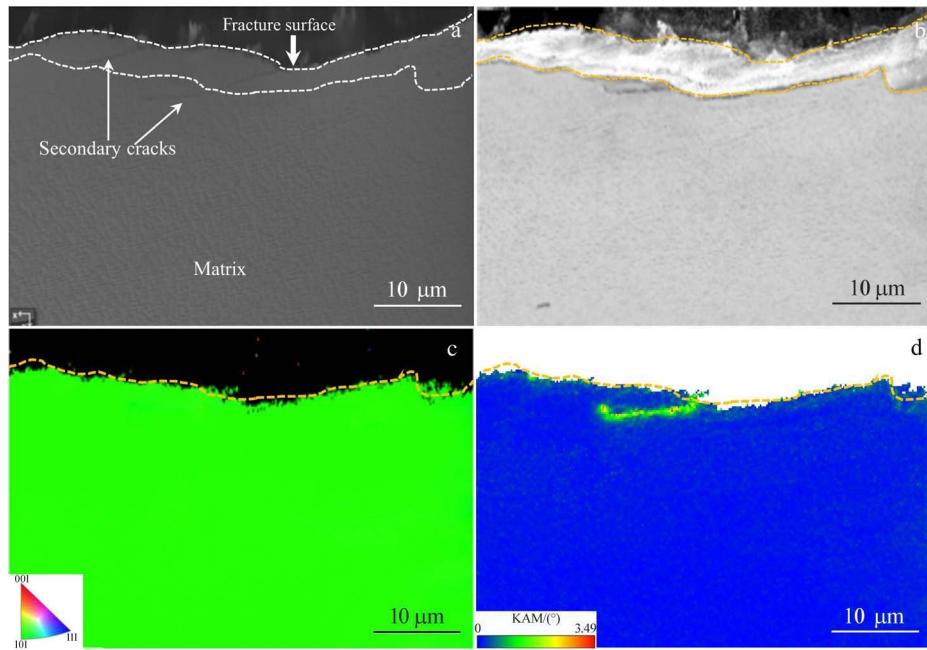 Fracture surface
a
Secondary cracks
Matrix
10 μm
x
b
10 μm
c
001
101
111
10 μm
d
KAM/(°)
0
3.49
10 μm